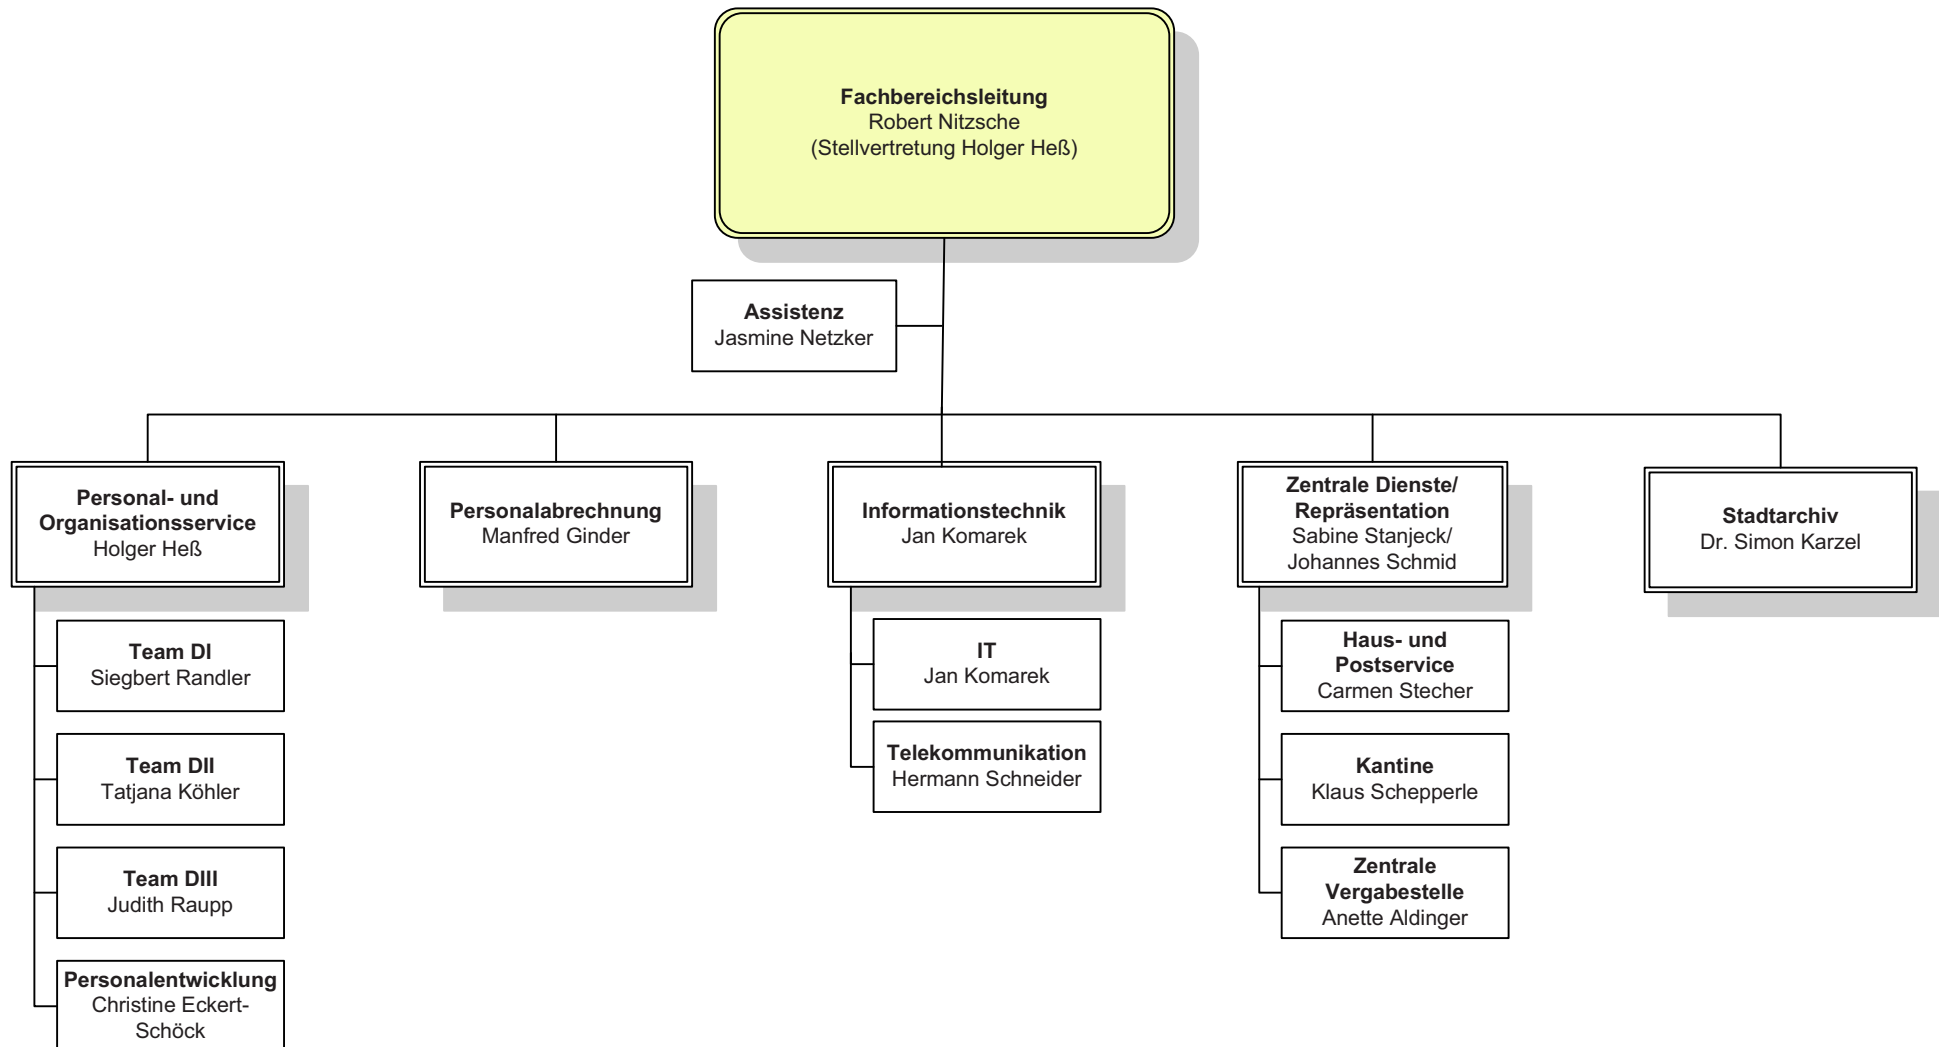 Fachbereichsleitung
Robert Nitzsche
(Stellvertretung Holger Heß)
Assistenz
Jasmine Netzker
Personal- und
Organisationsservice
Holger Heß
Personalabrechnung
Manfred Ginder
Informationstechnik
Jan Komarek
Zentrale Dienste/
Repräsentation
Sabine Stanjeck/
Johannes Schmid
Stadtarchiv
Dr. Simon Karzel
Team DI
Siegbert Randler
Team DII
Tatjana Köhler
Team DIII
Judith Raupp
Personalentwicklung
Christine Eckert-
Schöck
IT
Jan Komarek
Telekommunikation
Hermann Schneider
Haus- und
Postservice
Carmen Stecher
Kantine
Klaus Schepperle
Zentrale
Vergabestelle
Anette Aldinger